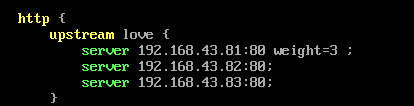 http {
upstream love {
server 192.168.43.81:80 weight=3 ;
server 192.168.43.82:80;
server 192.168.43.83:80;
}